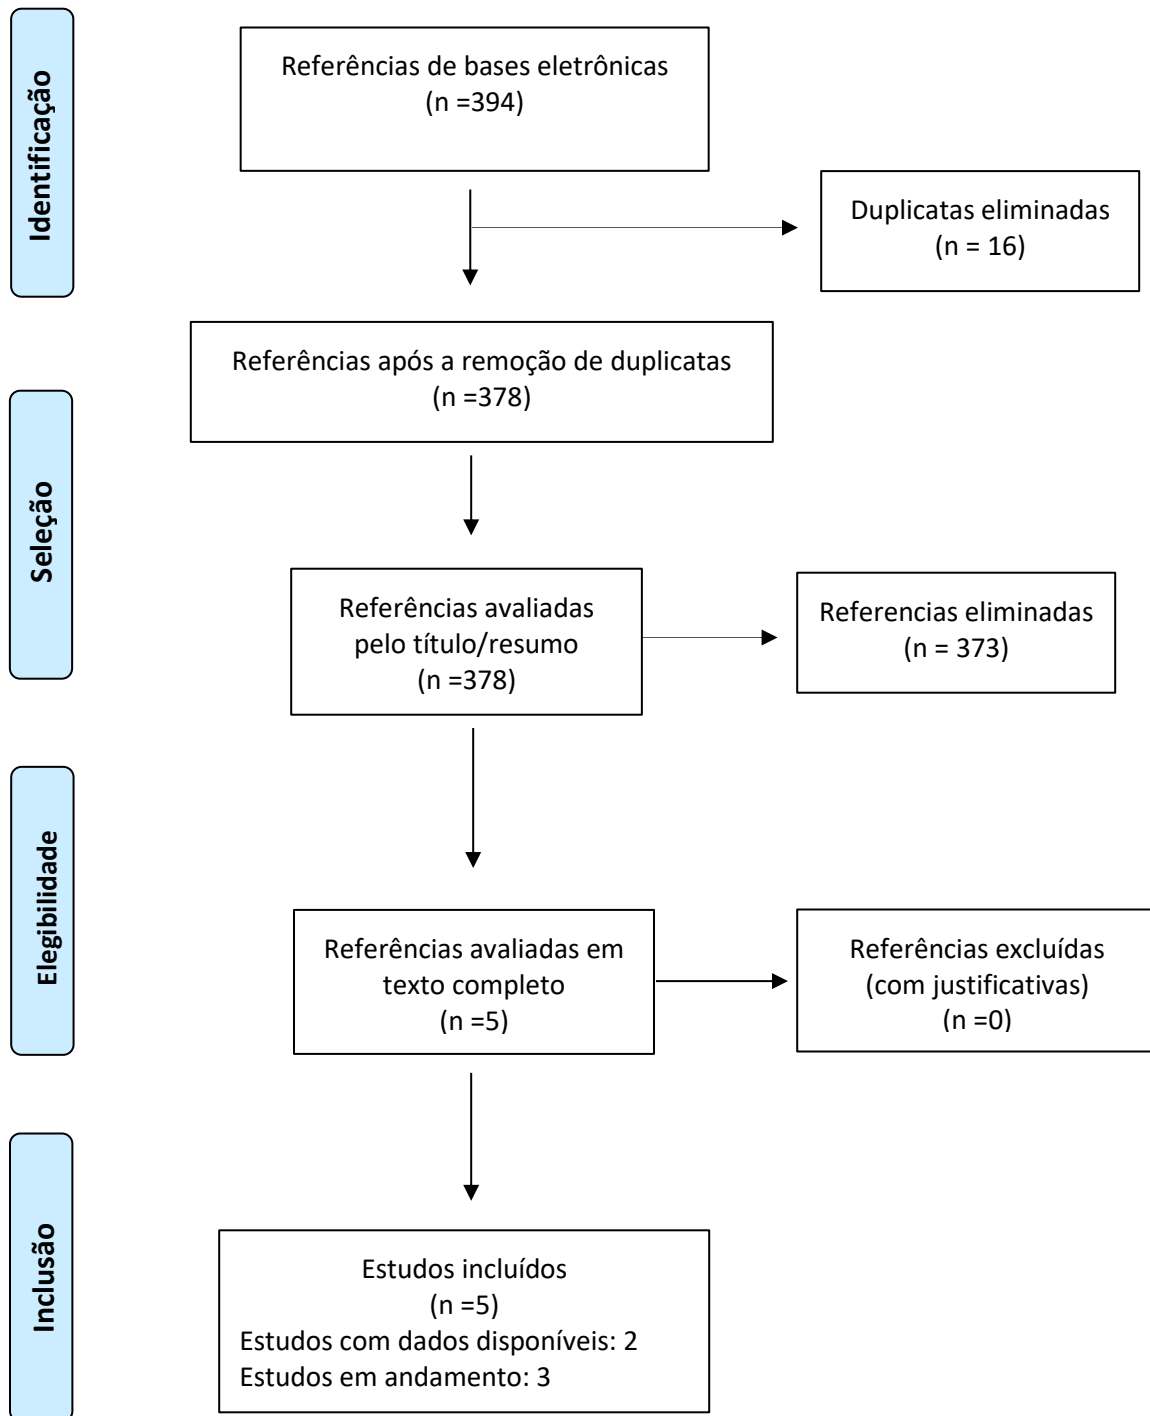 Identificação
Referências de bases eletrônicas
(n =394)
Duplicatas eliminadas
(n = 16)
Referências após a remoção de duplicatas
(n =378)
Seleção
Referências avaliadas
pelo título/resumo
(n =378)
Referencias eliminadas
(n = 373)
Elegibilidade
Referências avaliadas em
texto completo
(n =5)
Referências excluídas
(com justificativas)
(n =0)
Inclusão
Estudos incluídos
(n =5)
Estudos com dados disponíveis: 2
Estudos em andamento: 3